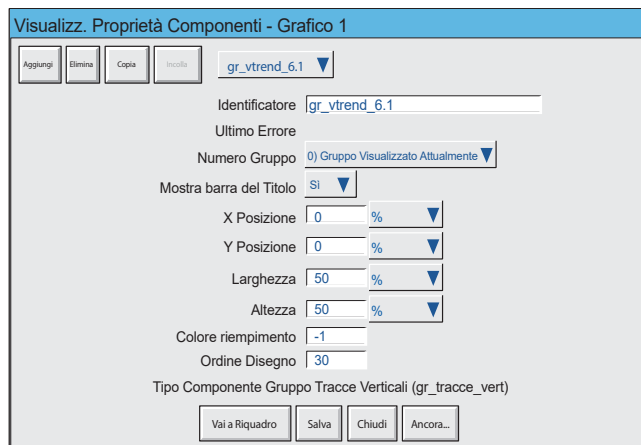 Visualizz. Proprietà Componenti - Grafico 1
Aggiungi Elimina Copia Incolla gr_vtrend_6.1
Identificatore gr_vtrend_6.1
Ultimo Errore
Numero Gruppo 0) Gruppo Visualizzato Attualmente
Mostra barra del Titolo Sì
X Posizione 0 %
Y Posizione 0 %
Larghezza 50 %
Altezza 50 %
Colore riempimento -1
Ordine Disegno 30
Tipo Componente Gruppo Tracce Verticali (gr_tracce_vert)
Vai a Riquadro Salva Chiudi Ancora...